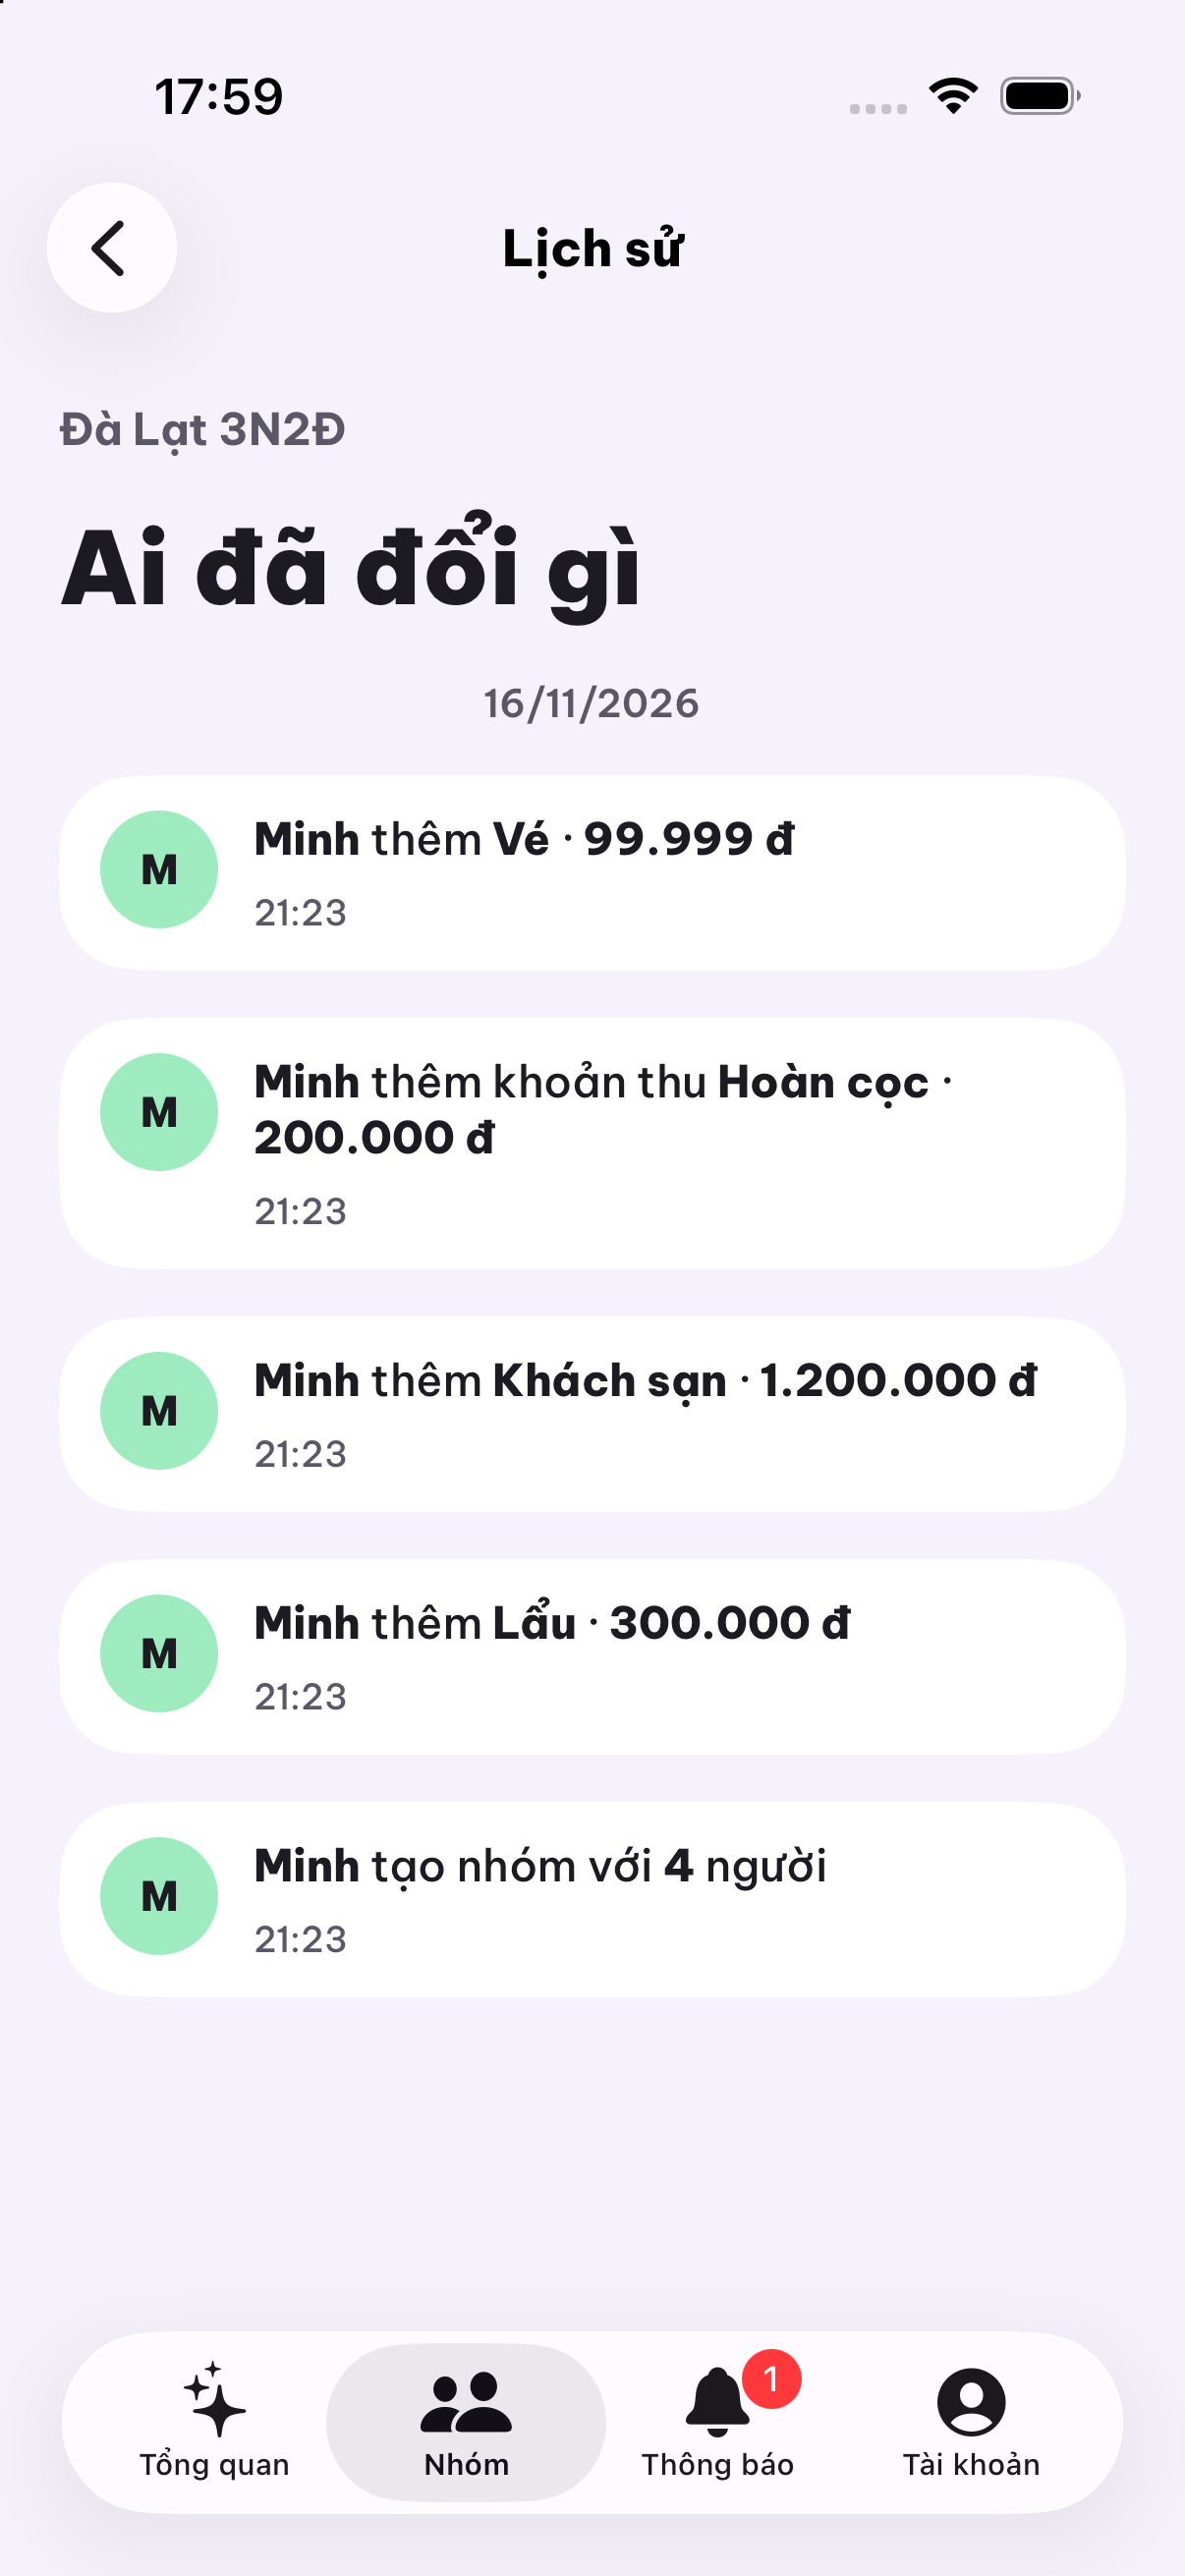 17:59
Lịch sử
Đà Lạt 3N2Đ
Ai đã đổi gì
16/11/2026
M
Minh thêm Vé · 99.999 đ
21:23
M
Minh thêm khoản thu Hoàn cọc ·
200.000 đ
21:23
M
Minh thêm Khách sạn · 1.200.000 đ
21:23
M
Minh thêm Lẩu · 300.000 đ
21:23
M
Minh tạo nhóm với 4 người
21:23
1
Tổng quan
Nhóm
Thông báo
Tài khoản